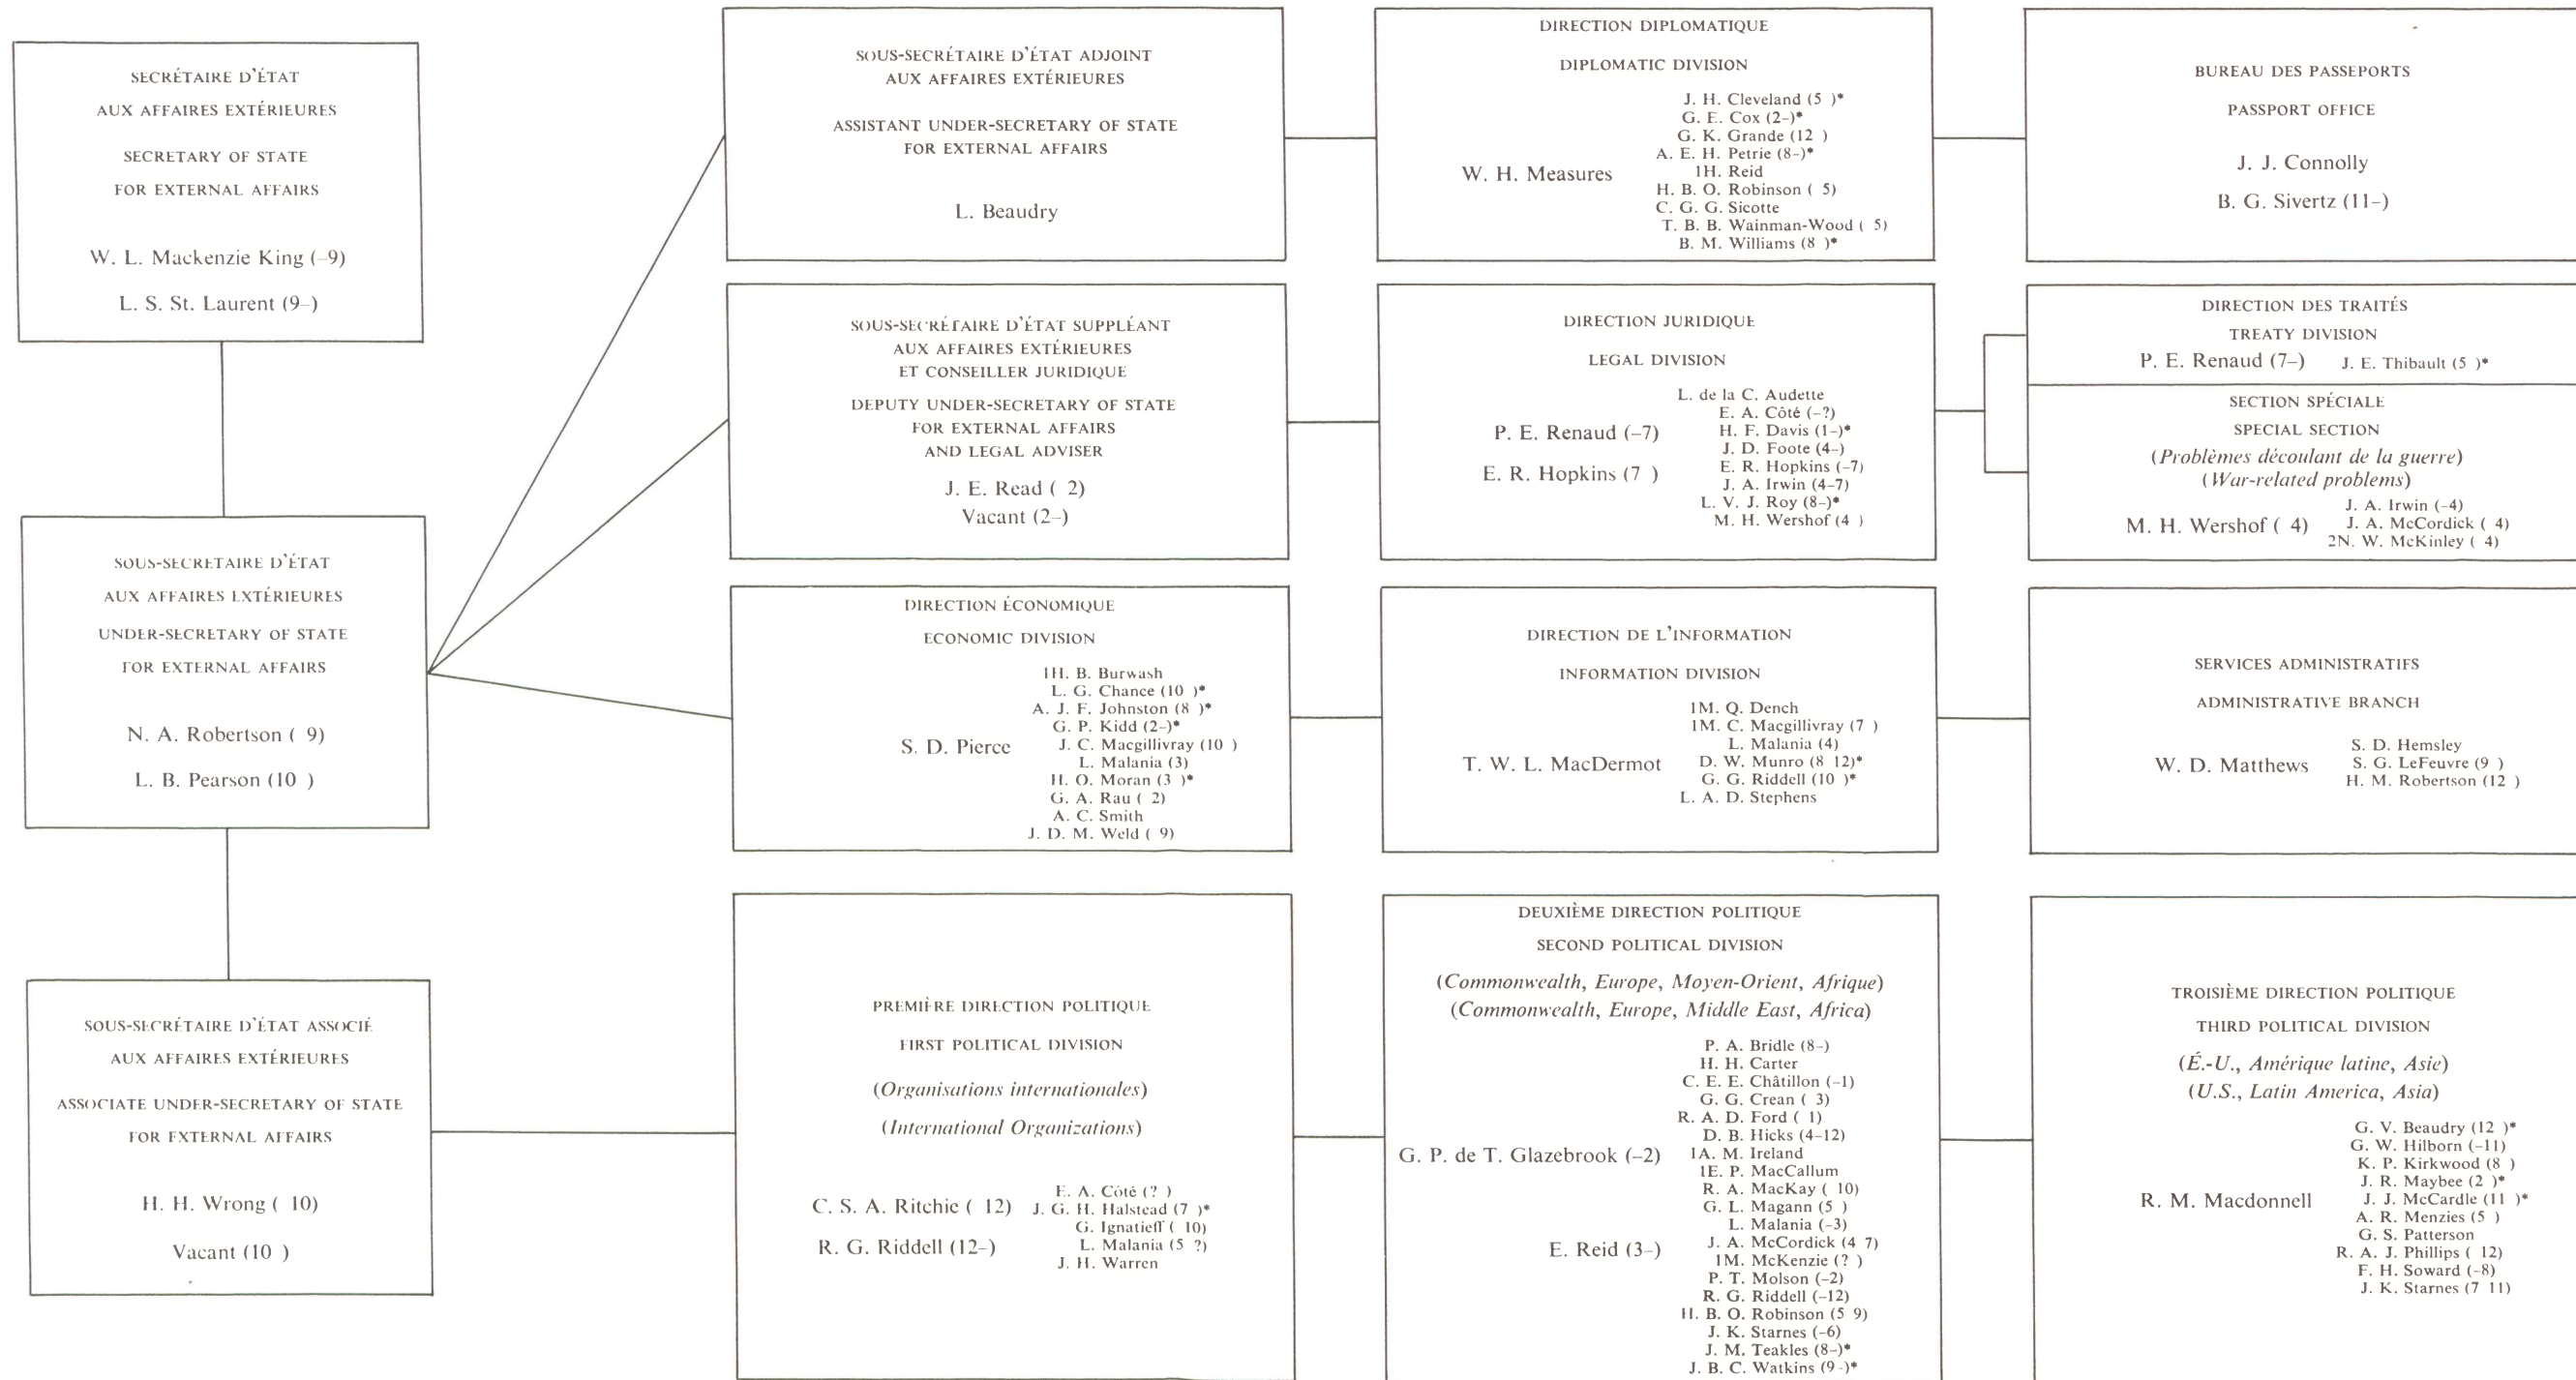 SECRÉTAIRE D'ÉTAT
AUX AFFAIRES EXTÉRIEURES
SECRETARY OF STATE
FOR EXTERNAL AFFAIRS
W. L. Mackenzie King (–9)
L. S. St. Laurent (9–)
SOUS-SECRETAIRE D'ÉTAT
AUX AFFAIRES EXTÉRIEURES
UNDER-SECRETARY OF STATE
FOR EXTERNAL AFFAIRS
N. A. Robertson ( 9)
L. B. Pearson (10 )
SOUS-SECRÉTAIRE D'ÉTAT ASSOCIÉ
AUX AFFAIRES EXTÉRIEURES
ASSOCIATE UNDER-SECRETARY OF STATE
FOR EXTERNAL AFFAIRS
H. H. Wrong ( 10)
Vacant (10 )
SOUS-SECRÉTAIRE D'ÉTAT ADJOINT
AUX AFFAIRES EXTÉRIEURES
ASSISTANT UNDER-SECRETARY OF STATE
FOR EXTERNAL AFFAIRS
L. Beaudry
DIRECTION DIPLOMATIQUE
DIPLOMATIC DIVISION
W. H. Measures
J. H. Cleveland (5 )*
G. E. Cox (2–)*
G. K. Grande (12 )
A. E. H. Petrie (8–)*
1H. Reid
H. B. O. Robinson ( 5)
C. G. G. Sicotte
T. B. B. Wainman-Wood ( 5)
B. M. Williams (8 )*
BUREAU DES PASSEPORTS
PASSPORT OFFICE
J. J. Connolly
B. G. Sivertz (11–)
SOUS-SECRÉTAIRE D'ÉTAT SUPPLÉANT
AUX AFFAIRES EXTÉRIEURES
ET CONSEILLER JURIDIQUE
DEPUTY UNDER-SECRETARY OF STATE
FOR EXTERNAL AFFAIRS
AND LEGAL ADVISER
J. E. Read ( 2)
Vacant (2–)
DIRECTION JURIDIQUE
LEGAL DIVISION
P. E. Renaud (–7)
E. R. Hopkins (7 )
L. de la C. Audette
E. A. Côté (–?)
H. F. Davis (1–)*
J. D. Foote (4–)
E. R. Hopkins (–7)
J. A. Irwin (4–7)
L. V. J. Roy (8–)*
M. H. Wershof (4 )
DIRECTION DES TRAITÉS
TREATY DIVISION
P. E. Renaud (7–) J. E. Thibault (5 )*
SECTION SPÉCIALE
SPECIAL SECTION
(Problèmes découlant de la guerre)
(War-related problems)
M. H. Wershof ( 4)
J. A. Irwin (–4)
J. A. McCordick ( 4)
2N. W. McKinley ( 4)
DIRECTION ÉCONOMIQUE
ECONOMIC DIVISION
S. D. Pierce
1H. B. Burwash
L. G. Chance (10 )*
A. J. F. Johnston (8 )*
G. P. Kidd (2–)*
J. C. Macgillivray (10 )
L. Malania (3)
H. O. Moran (3 )*
G. A. Rau ( 2)
A. C. Smith
J. D. M. Weld ( 9)
DIRECTION DE L'INFORMATION
INFORMATION DIVISION
T. W. L. MacDermot
1M. Q. Dench
1M. C. Macgillivray (7 )
L. Malania (4)
D. W. Munro (8 12)*
G. G. Riddell (10 )*
L. A. D. Stephens
SERVICES ADMINISTRATIFS
ADMINISTRATIVE BRANCH
W. D. Matthews
S. D. Hemsley
S. G. LeFeuvre (9 )
H. M. Robertson (12 )
PREMIÈRE DIRECTION POLITIQUE
FIRST POLITICAL DIVISION
(Organisations internationales)
(International Organizations)
C. S. A. Ritchie ( 12)
R. G. Riddell (12–)
E. A. Côté (? )
J. G. H. Halstead (7 )*
G. Ignatieff ( 10)
L. Malania (5 ?)
J. H. Warren
DEUXIÈME DIRECTION POLITIQUE
SECOND POLITICAL DIVISION
(Commonwealth, Europe, Moyen-Orient, Afrique)
(Commonwealth, Europe, Middle East, Africa)
G. P. de T. Glazebrook (–2)
E. Reid (3–)
P. A. Bridle (8–)
H. H. Carter
C. E. E. Châtillon (–1)
G. G. Crean ( 3)
R. A. D. Ford ( 1)
D. B. Hicks (4–12)
1A. M. Ireland
1E. P. MacCallum
R. A. MacKay ( 10)
G. L. Magann (5 )
L. Malania (–3)
J. A. McCordick (4 7)
1M. McKenzie (? )
P. T. Molson (–2)
R. G. Riddell (–12)
H. B. O. Robinson (5 9)
J. K. Starnes (–6)
J. M. Teakles (8–)*
J. B. C. Watkins (9–)*
TROISIÈME DIRECTION POLITIQUE
THIRD POLITICAL DIVISION
(É.-U., Amérique latine, Asie)
(U.S., Latin America, Asia)
R. M. Macdonnell
G. V. Beaudry (12 )*
G. W. Hilborn (–11)
K. P. Kirkwood (8 )
J. R. Maybee (2 )*
J. J. McCardle (11 )*
A. R. Menzies (5 )
G. S. Patterson
R. A. J. Phillips ( 12)
F. H. Soward (–8)
J. K. Starnes (7 11)